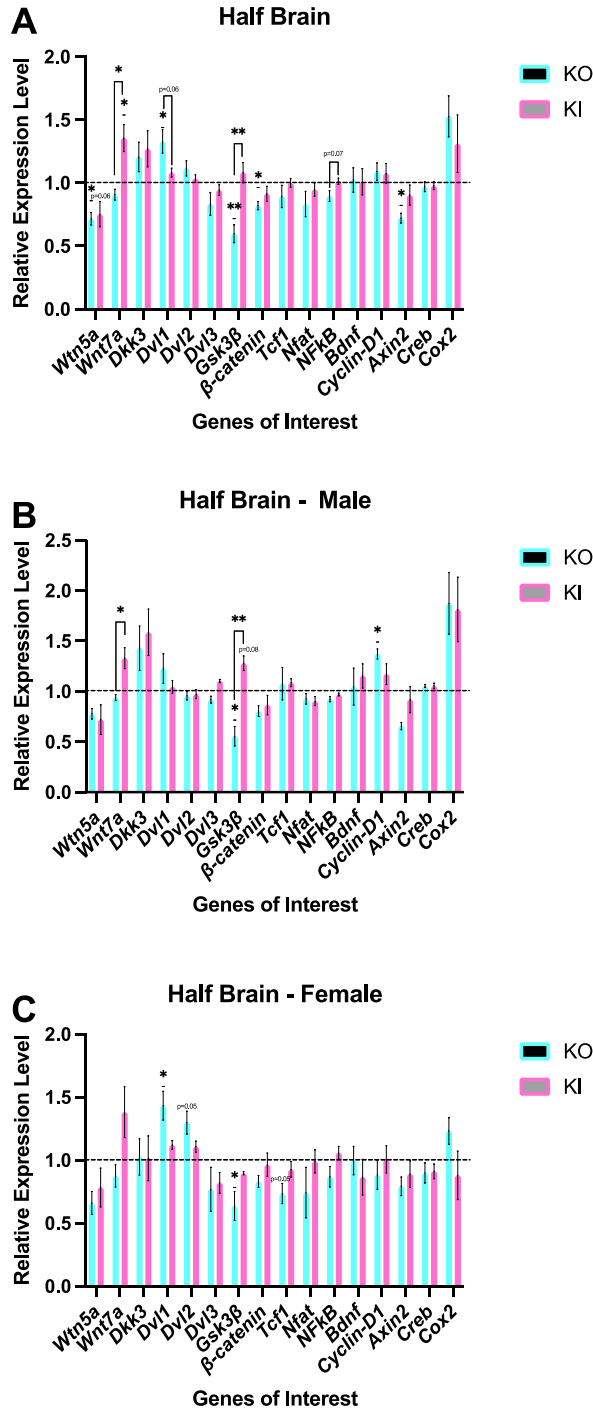 A
Half Brain
KO
KI
Relative Expression Level
2.0
1.5
1.0
0.5
0.0
*
*
p=0.06
*
*
p=0.06
**
**
*
p=0.07
*
Wtn5a
Wnt7a
Dkk3
Dvl1
Dvl2
Dvl3
Gsk3β
β-catenin
Tcf1
Nfat
NFkB
Bdnf
Cyclin-D1
Axin2
Creb
Cox2
Genes of Interest
B
Half Brain - Male
KO
KI
Relative Expression Level
2.5
2.0
1.5
1.0
0.5
0.0
*
**
p=0.08
*
*
Wtn5a
Wnt7a
Dkk3
Dvl1
Dvl2
Dvl3
Gsk3β
β-catenin
Tcf1
Nfat
NFkB
Bdnf
Cyclin-D1
Axin2
Creb
Cox2
Genes of Interest
C
Half Brain - Female
KO
KI
Relative Expression Level
2.0
1.5
1.0
0.5
0.0
*
p=0.05
*
p=0.05
Wtn5a
Wnt7a
Dkk3
Dvl1
Dvl2
Dvl3
Gsk3β
β-catenin
Tcf1
Nfat
NFkB
Bdnf
Cyclin-D1
Axin2
Creb
Cox2
Genes of Interest